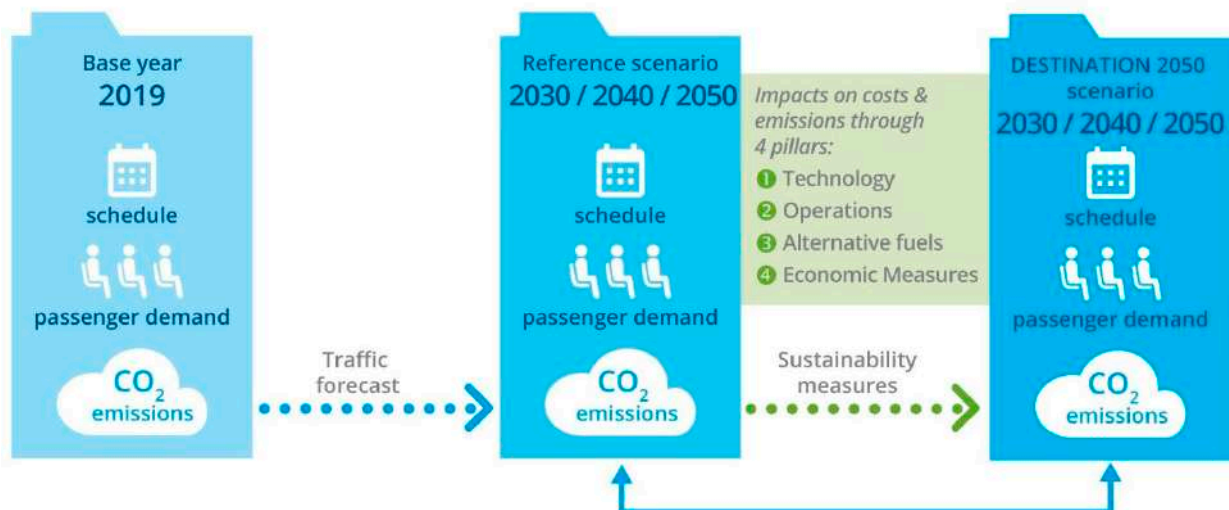 Base year
2019
schedule
passenger demand
CO₂
emissions
Traffic
forecast
Reference scenario
2030 / 2040 / 2050
schedule
passenger demand
CO₂
emissions
Impacts on costs &
emissions through
4 pillars:
1 Technology
2 Operations
3 Alternative fuels
4 Economic Measures
Sustainability
measures
DESTINATION 2050
scenario
2030 / 2040 / 2050
schedule
passenger demand
CO₂
emissions